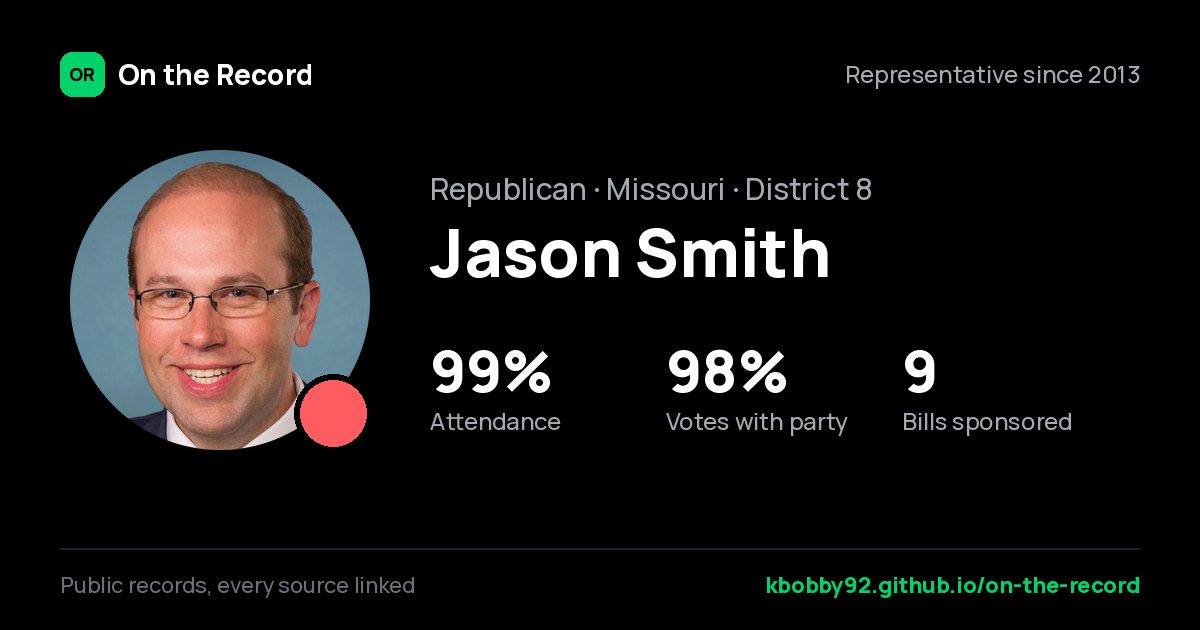 OR On the Record
Representative since 2013
Republican · Missouri · District 8
Jason Smith
99% 98% 9
Attendance Votes with party Bills sponsored
Public records, every source linked
kbobby92.github.io/on-the-record